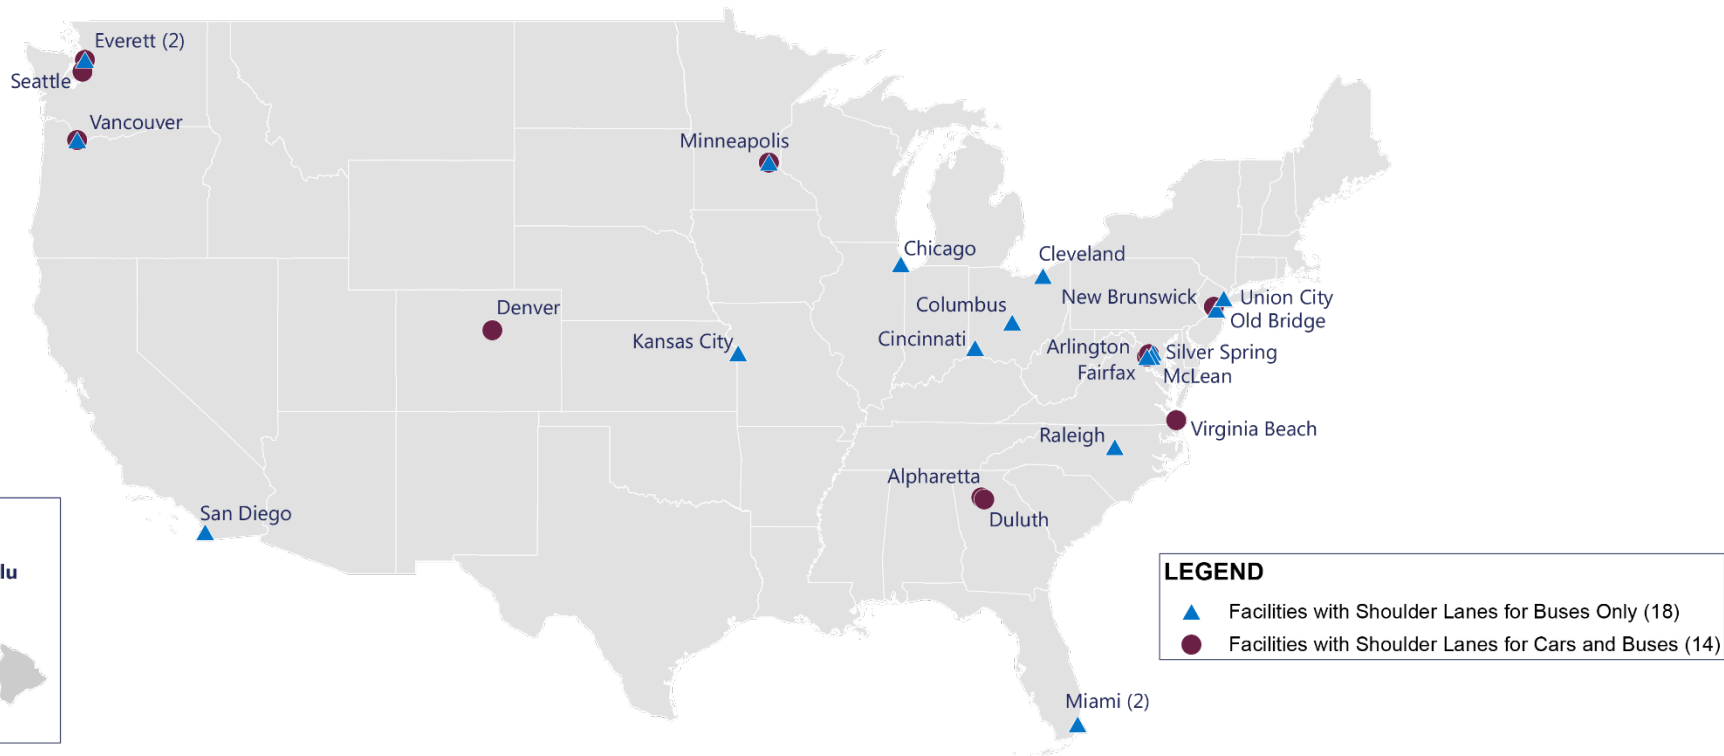 Everett (2)
Seattle
Vancouver
Minneapolis
Chicago
Cleveland
Denver
New Brunswick
Union City
Columbus
Old Bridge
Kansas City
Cincinnati
Arlington
Silver Spring
Fairfax
McLean
Virginia Beach
Raleigh
Alpharetta
San Diego
Duluth
lu
LEGEND
Facilities with Shoulder Lanes for Buses Only (18)
Facilities with Shoulder Lanes for Cars and Buses (14)
Miami (2)